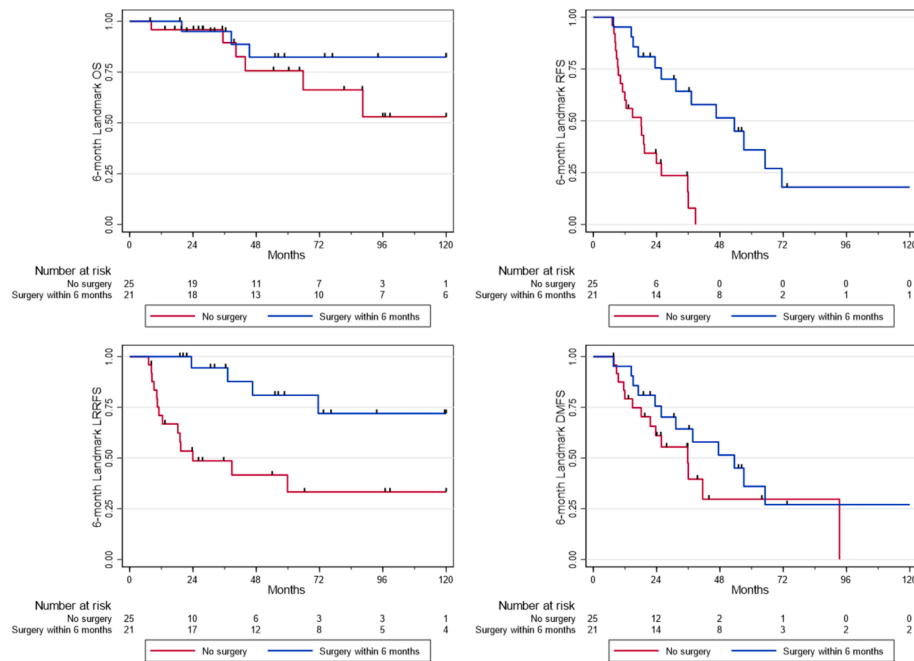 6-month Landmark OS
1.00
0.75
0.50
0.25
0.00
0 24 48 72 96 120
Months
Number at risk
No surgery 25 19 11 7 3 1
Surgery within 6 months 21 18 13 10 7 6
No surgery Surgery within 6 months
6-month Landmark RFS
1.00
0.75
0.50
0.25
0.00
0 24 48 72 96 120
Months
Number at risk
No surgery 25 6 0 0 0 0
Surgery within 6 months 21 14 8 2 1 1
No surgery Surgery within 6 months
6-month Landmark LRRFS
1.00
0.75
0.50
0.25
0.00
0 24 48 72 96 120
Months
Number at risk
No surgery 25 10 6 3 3 1
Surgery within 6 months 21 17 12 8 5 4
No surgery Surgery within 6 months
6-month Landmark DMFS
1.00
0.75
0.50
0.25
0.00
0 24 48 72 96 120
Months
Number at risk
No surgery 25 12 2 1 0 0
Surgery within 6 months 21 14 8 3 2 2
No surgery Surgery within 6 months